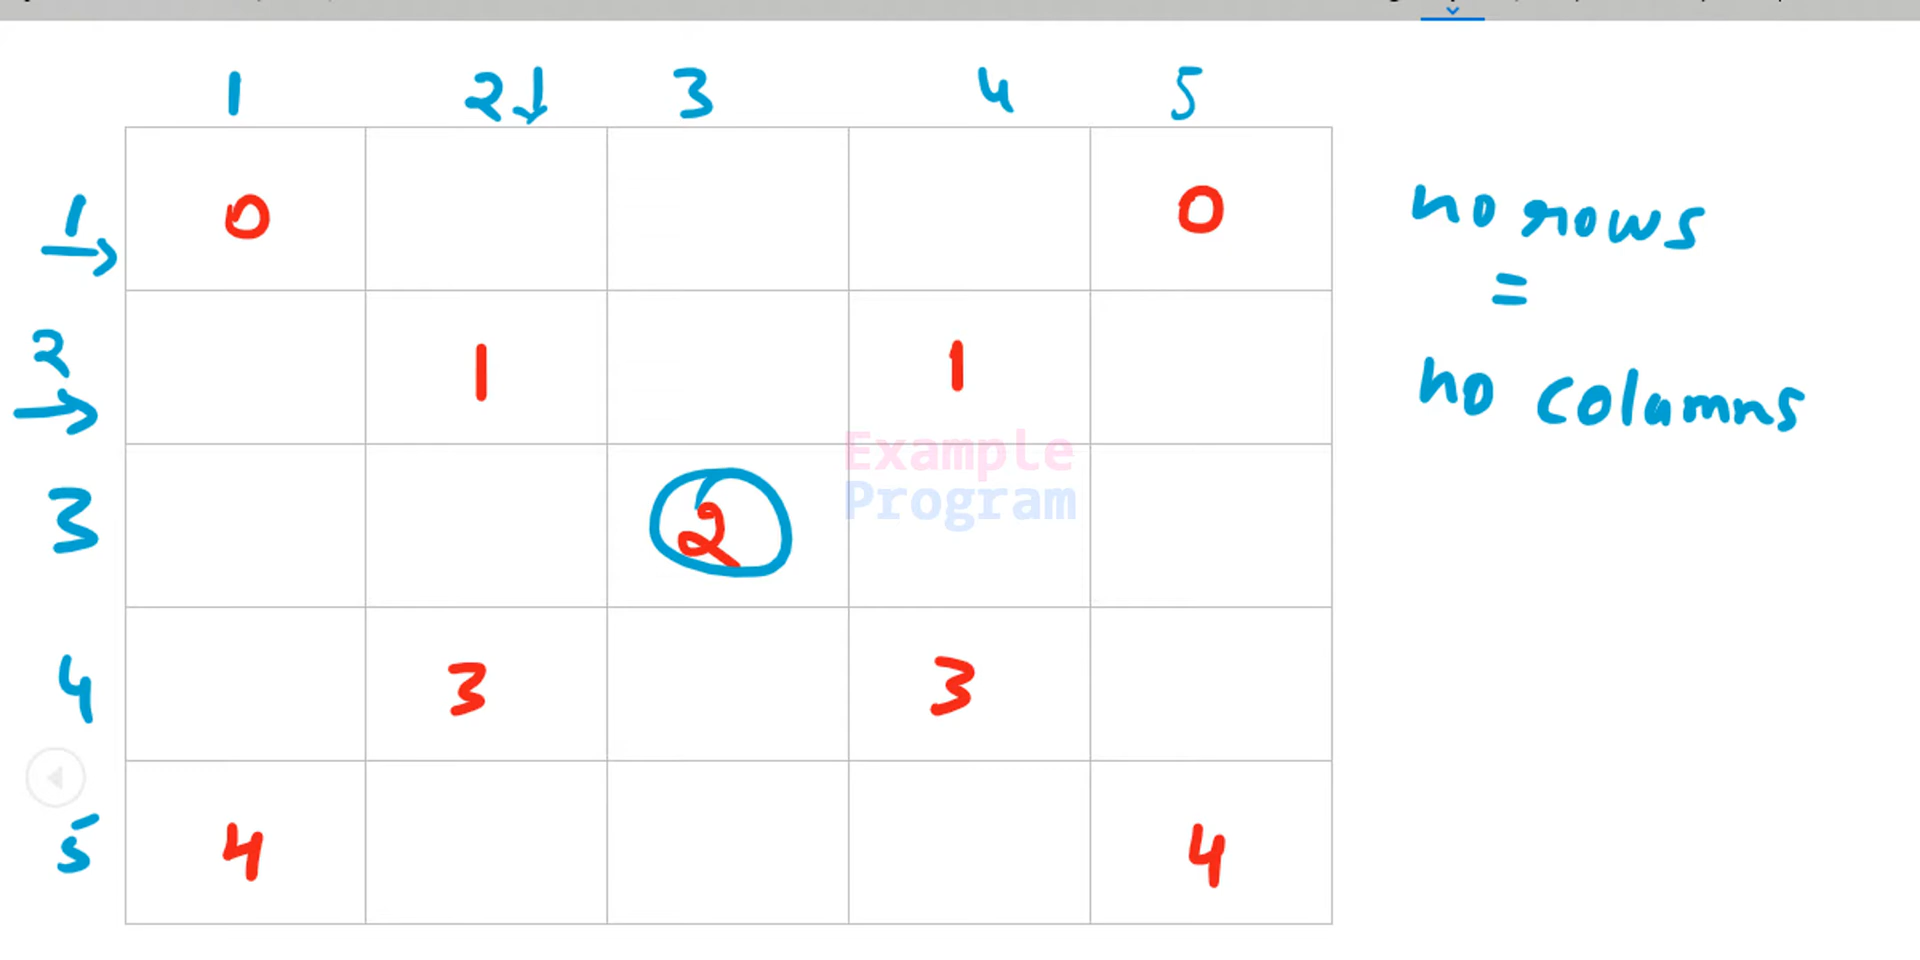 1 2 3 4 5
1 0 0 no rows
=
2 1 1 no columns
Example
3 2 Program
4 3 3
5 4 4